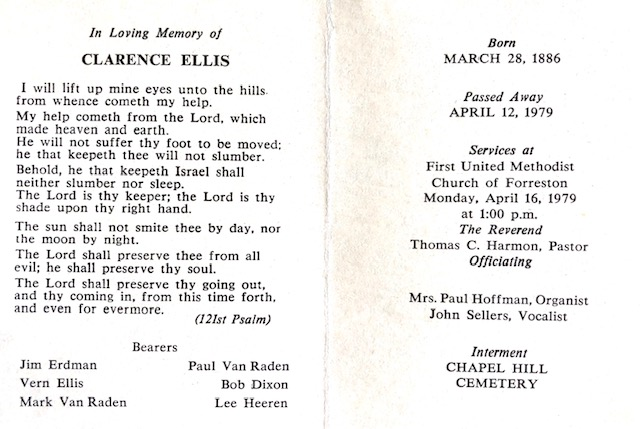 In Loving Memory of
CLARENCE ELLIS
I will lift up mine eyes unto the hills.
from whence cometh my help.
My help cometh from the Lord, which
made heaven and earth.
He will not suffer thy foot to be moved;
he that keepeth thee will not slumber.
Behold, he that keepeth Israel shall
neither slumber nor sleep.
The Lord is thy keeper; the Lord is thy
shade upon thy right hand.
The sun shall not smite thee by day, nor
the moon by night.
The Lord shall preserve thee from all
evil; he shall preserve thy soul.
The Lord shall preserve thy going out,
and thy coming in, from this time forth,
and even for evermore.
(121st Psalm)
Bearers
Jim Erdman Paul Van Raden
Vern Ellis Bob Dixon
Mark Van Raden Lee Heeren
Born
MARCH 28, 1886
Passed Away
APRIL 12, 1979
Services at
First United Methodist
Church of Forreston
Monday, April 16, 1979
at 1:00 p.m.
The Reverend
Thomas C. Harmon, Pastor
Officiating
Mrs. Paul Hoffman, Organist
John Sellers, Vocalist
Interment
CHAPEL HILL
CEMETERY